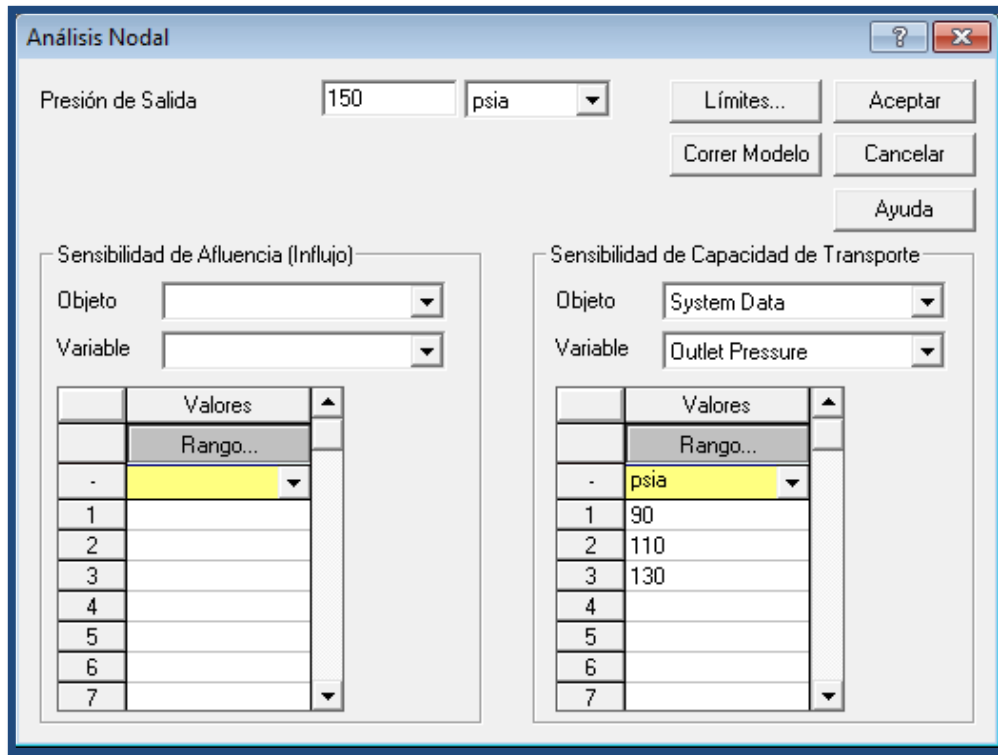 Análisis Nodal
Presión de Salida 150 psia Límites... Aceptar
Correr Modelo Cancelar
Ayuda
Sensibilidad de Afluencia (Influjo)
Objeto
Variable
Valores
Rango...
-
1
2
3
4
5
6
7
Sensibilidad de Capacidad de Transporte
Objeto System Data
Variable Outlet Pressure
Valores
Rango...
- psia
1 90
2 110
3 130
4
5
6
7